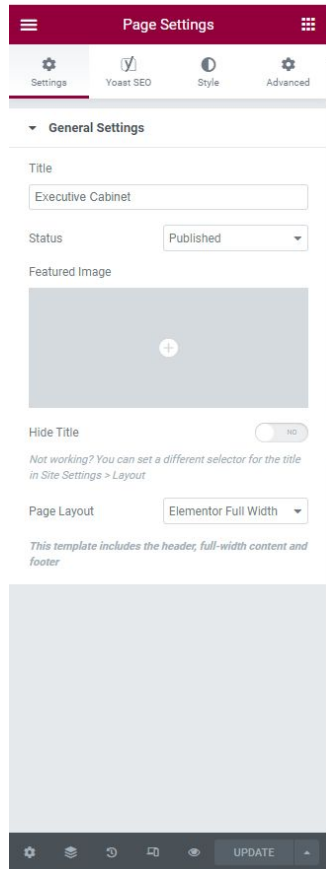 Page Settings
Settings
Yoast SEO
Style
Advanced
General Settings
Title
Executive Cabinet
Status
Published
Featured Image
Hide Title
NO
Not working? You can set a different selector for the title
in Site Settings > Layout
Page Layout
Elementor Full Width
This template includes the header, full-width content and
footer
UPDATE